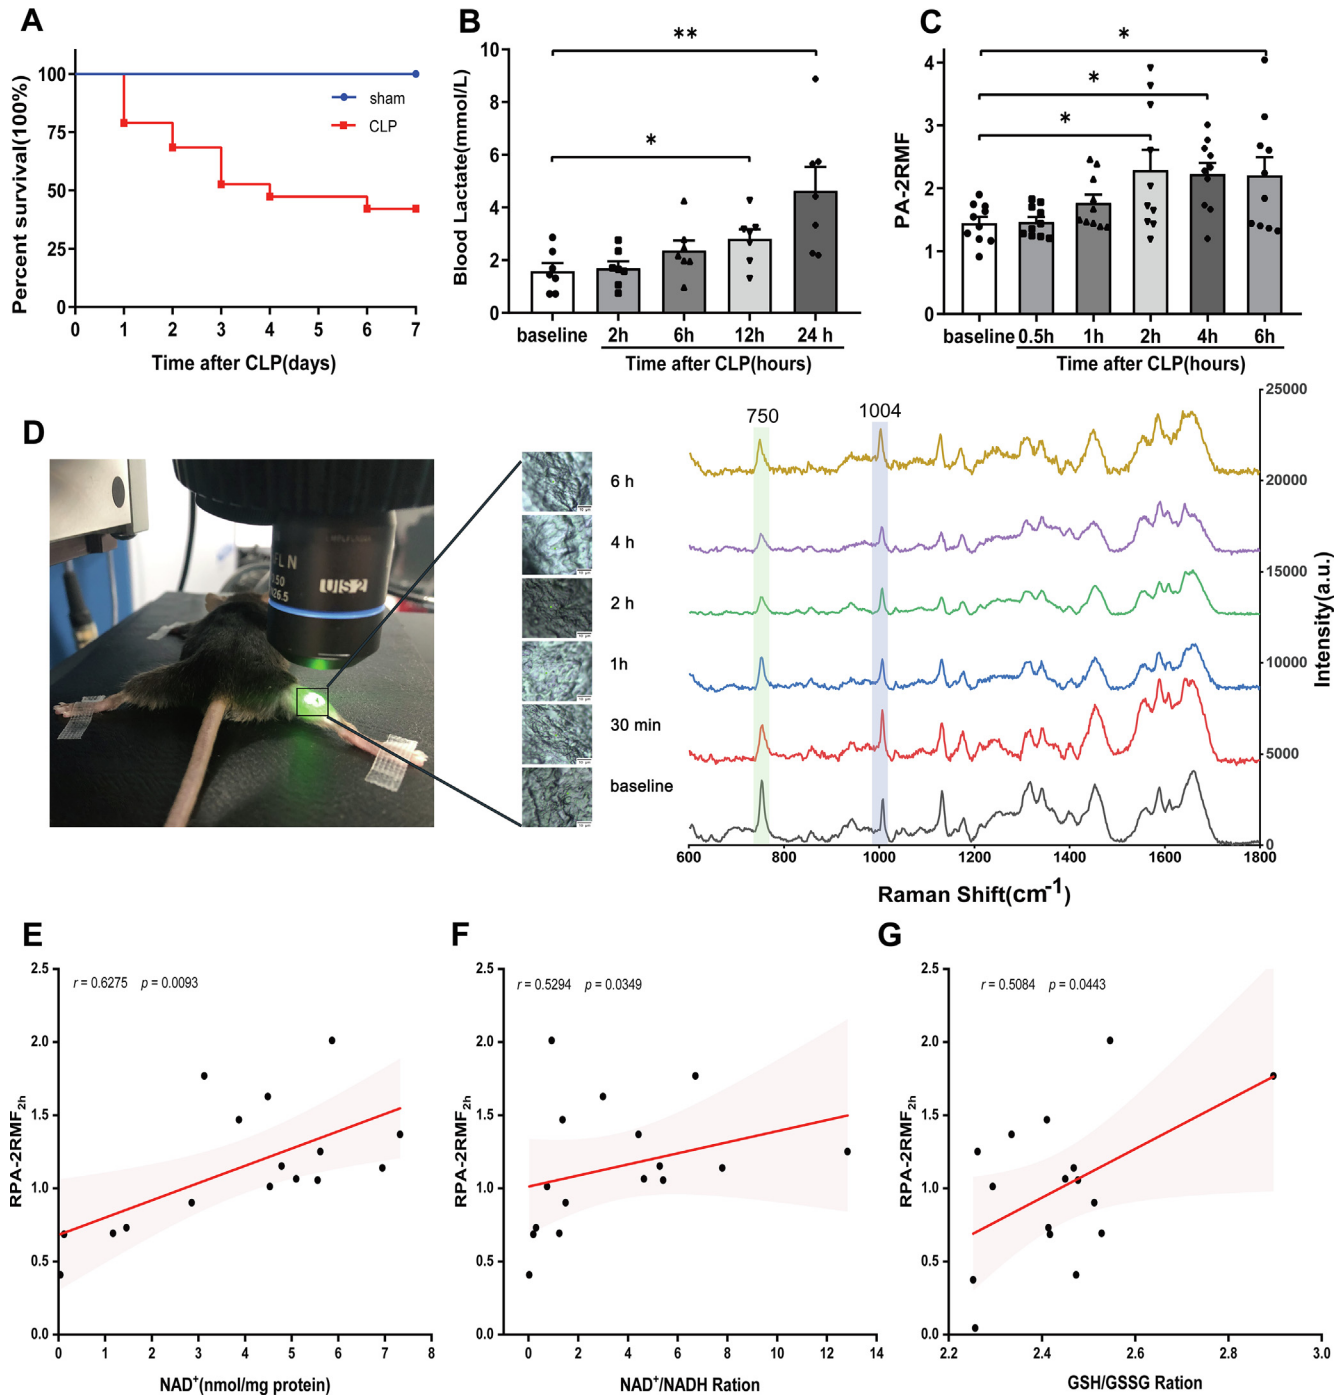 A
Percent survival(100%)
100
75
50
25
0
sham
CLP
0 1 2 3 4 5 6 7
Time after CLP(days)
B
Blood Lactate(mmol/L)
10
8
6
4
2
0
**
*
baseline 2h 6h 12h 24 h
Time after CLP(hours)
C
PA-2RMF
4
3
2
1
0
*
*
*
baseline 0.5h 1h 2h 4h 6h
Time after CLP(hours)
D
FL N
UIS 2
26.5
6 h
4 h
2 h
1h
30 min
baseline
750
1004
25000
20000
15000
10000
5000
0
Intensity(a.u.)
600 800 1000 1200 1400 1600 1800
Raman Shift(cm-1)
E
r = 0.6275 p = 0.0093
RPA-2RMF2h
2.5
2.0
1.5
1.0
0.5
0.0
0 1 2 3 4 5 6 7 8
NAD+(nmol/mg protein)
F
r = 0.5294 p = 0.0349
RPA-2RMF2h
2.5
2.0
1.5
1.0
0.5
0.0
0 2 4 6 8 10 12 14
NAD+/NADH Ration
G
r = 0.5084 p = 0.0443
RPA-2RMF2h
2.5
2.0
1.5
1.0
0.5
0.0
2.2 2.4 2.6 2.8 3.0
GSH/GSSG Ration